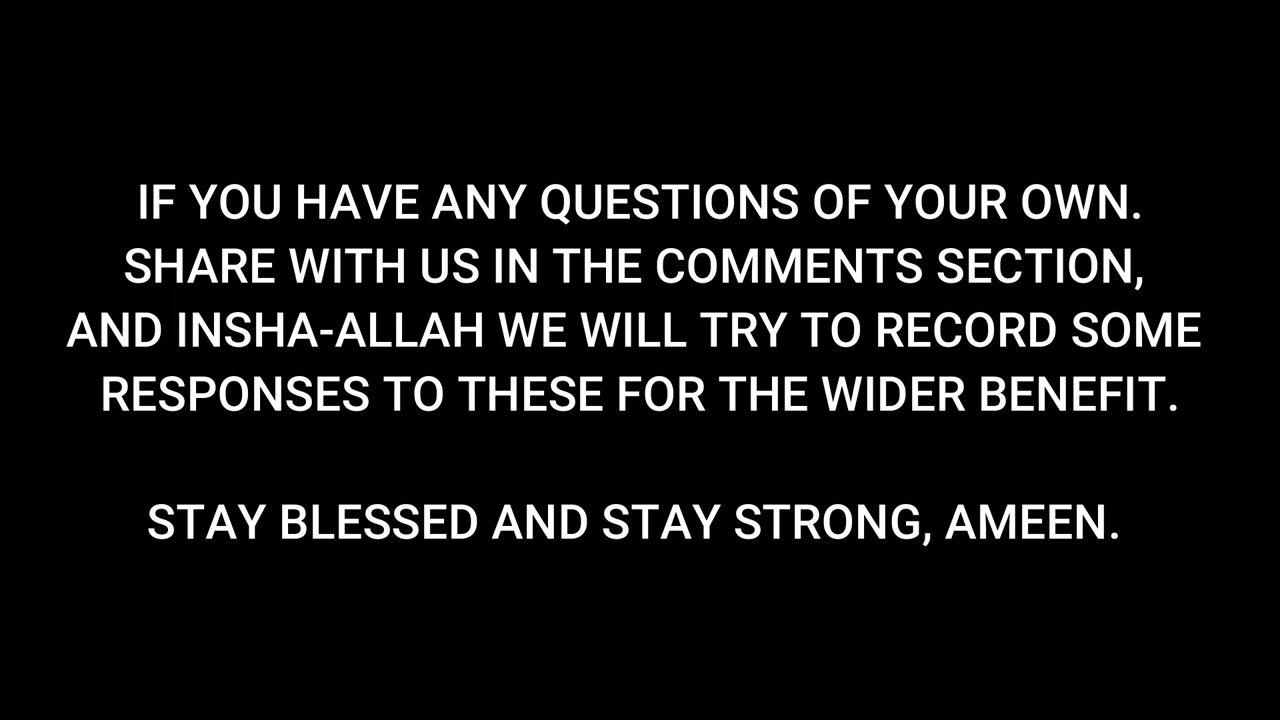 IF YOU HAVE ANY QUESTIONS OF YOUR OWN.
SHARE WITH US IN THE COMMENTS SECTION,
AND INSHA-ALLAH WE WILL TRY TO RECORD SOME
RESPONSES TO THESE FOR THE WIDER BENEFIT.
STAY BLESSED AND STAY STRONG, AMEEN.